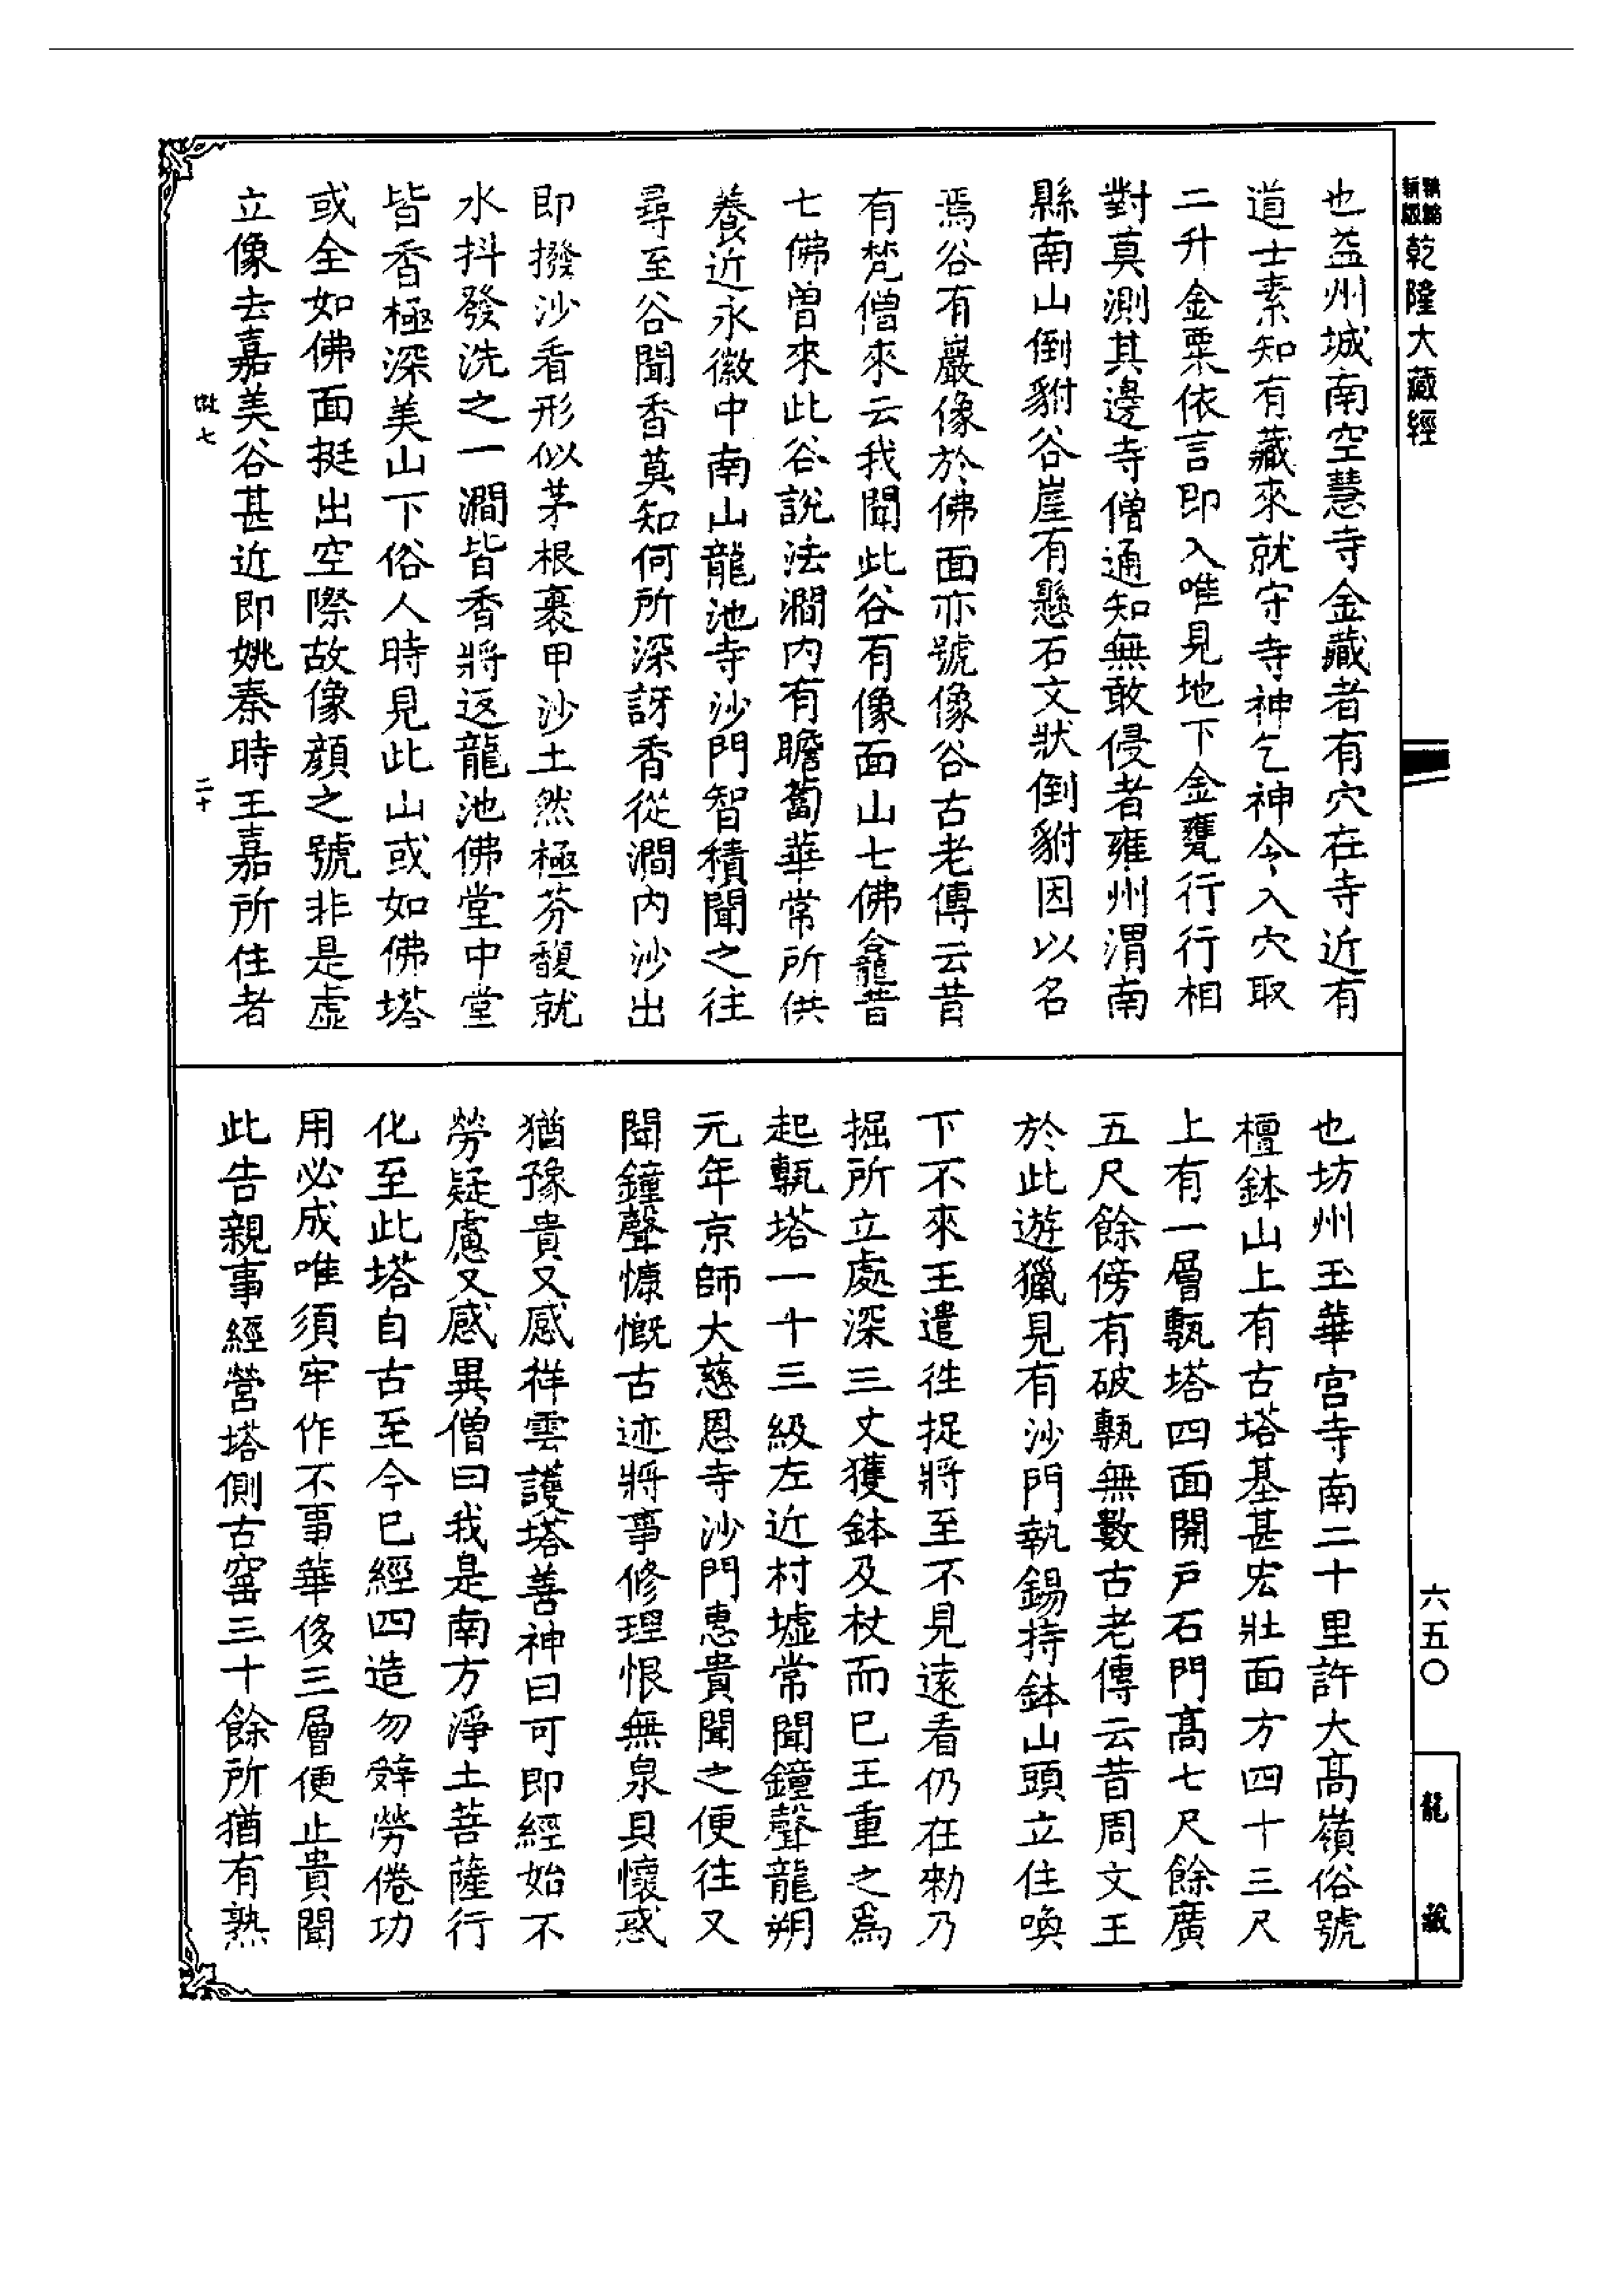 新編
新版
乾隆大藏經
也益州城南空慧寺金藏者有穴在寺近有
道士素知有藏來就守寺神乞神令入穴取
二升金粟依言即入唯見地下金甕行行相
對莫測其邊寺僧通知無敢侵者雍州渭南
縣南山倒豺谷崖有懸石文狀倒豺因以名
焉谷有巖像於佛面亦號像谷古老傳云昔
有梵僧來云我聞此谷有像面山七佛龕昔
七佛曾來此谷說法澗內有瞻蔔華常所供
養近永徽中南山龍池寺沙門智積聞之往
尋至谷聞香莫知何所深訝香從澗內沙出
即撥沙看形似茅根裹甲沙土然極芬馥就
水抖發洗之一澗皆香將返龍池佛堂中堂
皆香極深美山下俗人時見此山或如佛塔
或全如佛面挺出空際故像顏之號非是虛
立像去嘉美谷甚近即姚秦時王嘉所住者
七
二十
也坊州玉華宮寺南二十里許大高嶺俗號
檀鉢山上有古塔基甚宏壯面方四十三尺
上有一層甎塔四面開戶石門高七尺餘廣
五尺餘傍有破甎無數古老傳云昔周文王
於此遊獵見有沙門執錫持鉢山頭立住喚
下不來王遣往捉將至不見遠看仍在勑乃
掘所立處深三丈獲鉢及杖而已王重之爲
起甎塔一十三級左近村墟常聞鐘聲龍朔
元年京師大慈恩寺沙門惠貴聞之便往又
聞鐘聲慷慨古迹將事修理恨無泉具懷惑
猶豫貴又感祥雲護塔善神曰可即經始不
勞疑慮又感異僧曰我是南方淨土菩薩行
化至此塔自古至今已經四造勿辭勞倦功
用必成唯須牢作不事華侈三層便止貴聞
此告親事經營塔側古窰三十餘所猶有熟
六五〇
龍藏